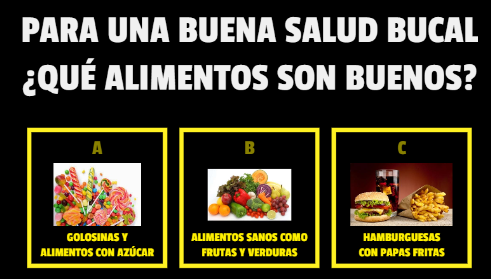 PARA UNA BUENA SALUD BUCAL
¿QUÉ ALIMENTOS SON BUENOS?
A
GOLOSINAS Y
ALIMENTOS CON AZÚCAR
B
ALIMENTOS SANOS COMO
FRUTAS Y VERDURAS
C
HAMBURGUESAS
CON PAPAS FRITAS